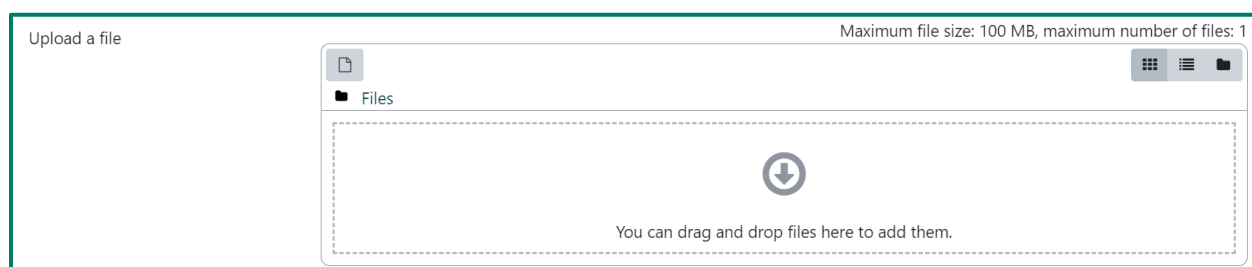 Upload a file
Maximum file size: 100 MB, maximum number of files: 1
Files
You can drag and drop files here to add them.